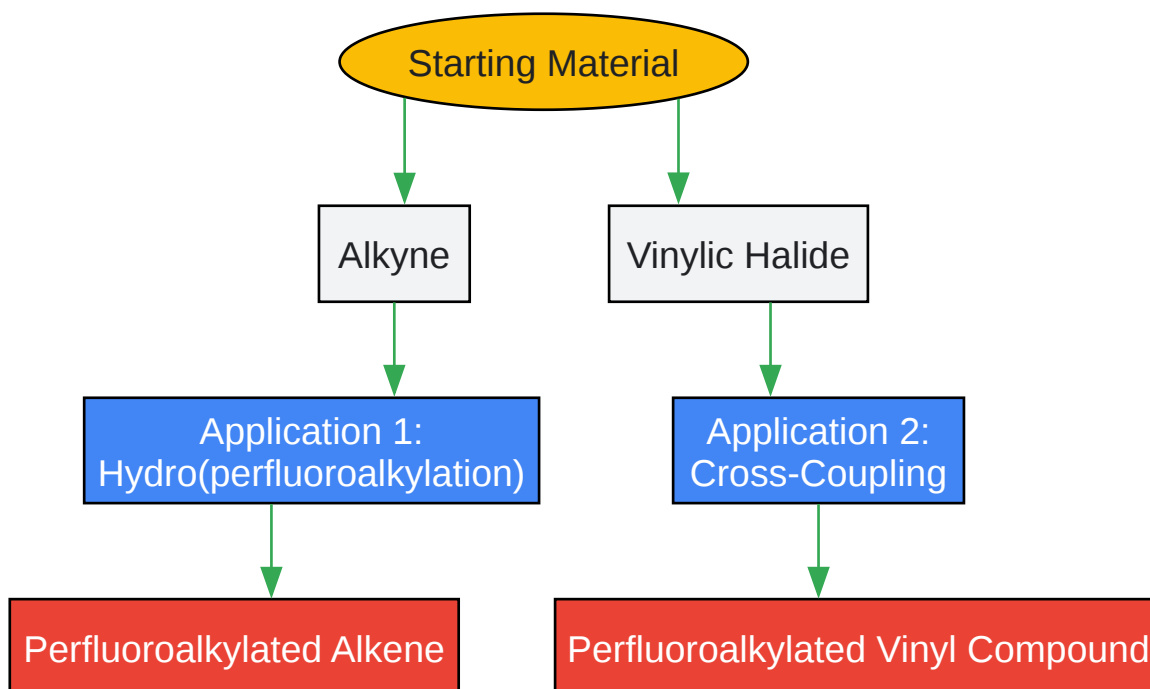 Starting Material
Alkyne
Vinylic Halide
Application 1:
Hydro(perfluoroalkylation)
Application 2:
Cross-Coupling
Perfluoroalkylated Alkene
Perfluoroalkylated Vinyl Compound